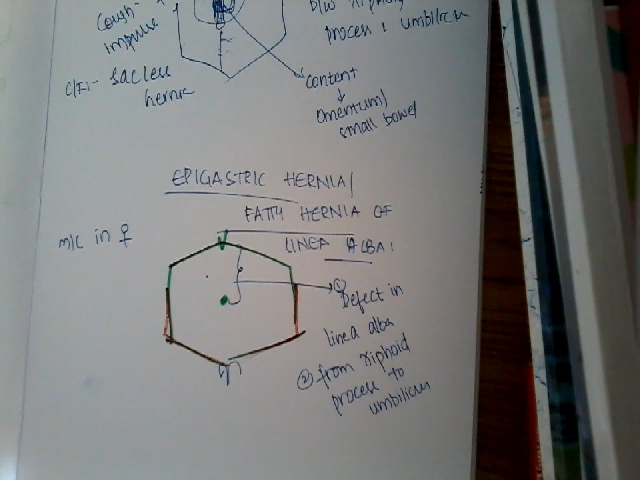 Cough
impulse
b/w xiphoid
process & umbilicus
C/F:- Sacless
hernia
Content
↓
Omentum/
small bowel
EPIGASTRIC HERNIA/
FATTY HERNIA OF
LINEA ALBA:
M/C in ♀
① Defect in
linea alba
② from xiphoid
process to
umbilicus